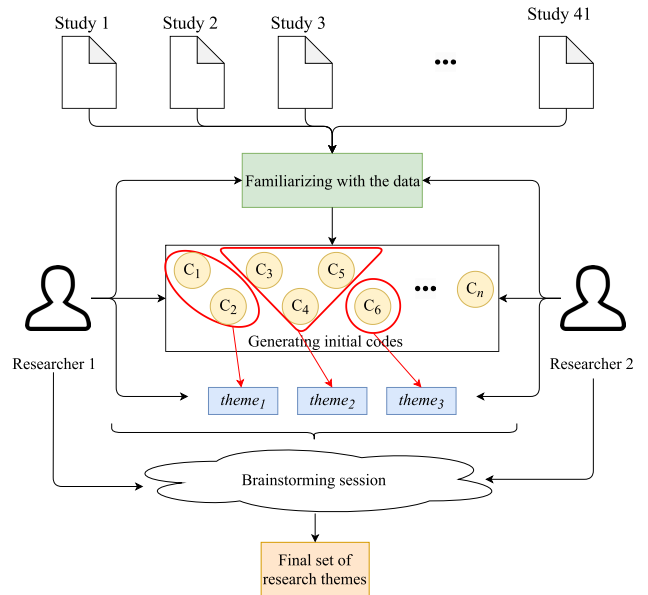 Study 1
Study 2
Study 3
...
Study 41
Familiarizing with the data
C1
C2
C3
C4
C5
C6
...
Cn
Generating initial codes
Researcher 1
Researcher 2
theme1
theme2
theme3
Brainstorming session
Final set of
research themes